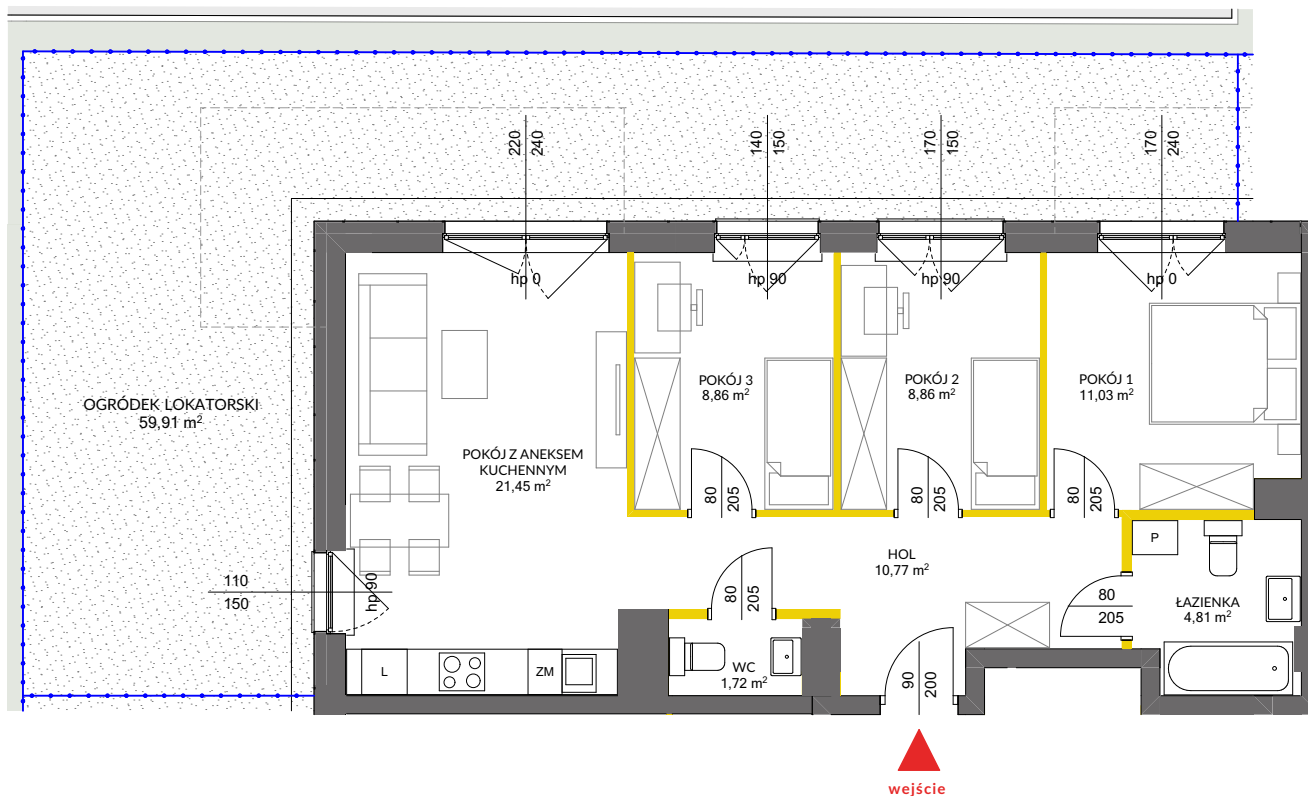 220
240
140
150
170
150
170
240
hp 0
hp 90
hp 90
hp 0
POKÓJ 3
8,86 m²
POKÓJ 2
8,86 m²
POKÓJ 1
11,03 m²
OGRÓDEK LOKATORSKI
59,91 m²
POKÓJ Z ANEKSEM
KUCHENNYM
21,45 m²
80
205
80
205
80
205
HOL
10,77 m²
P
110
150
hp 90
80
205
80
205
ŁAZIENKA
4,81 m²
L
ZM
WC
1,72 m²
90
200
wejście